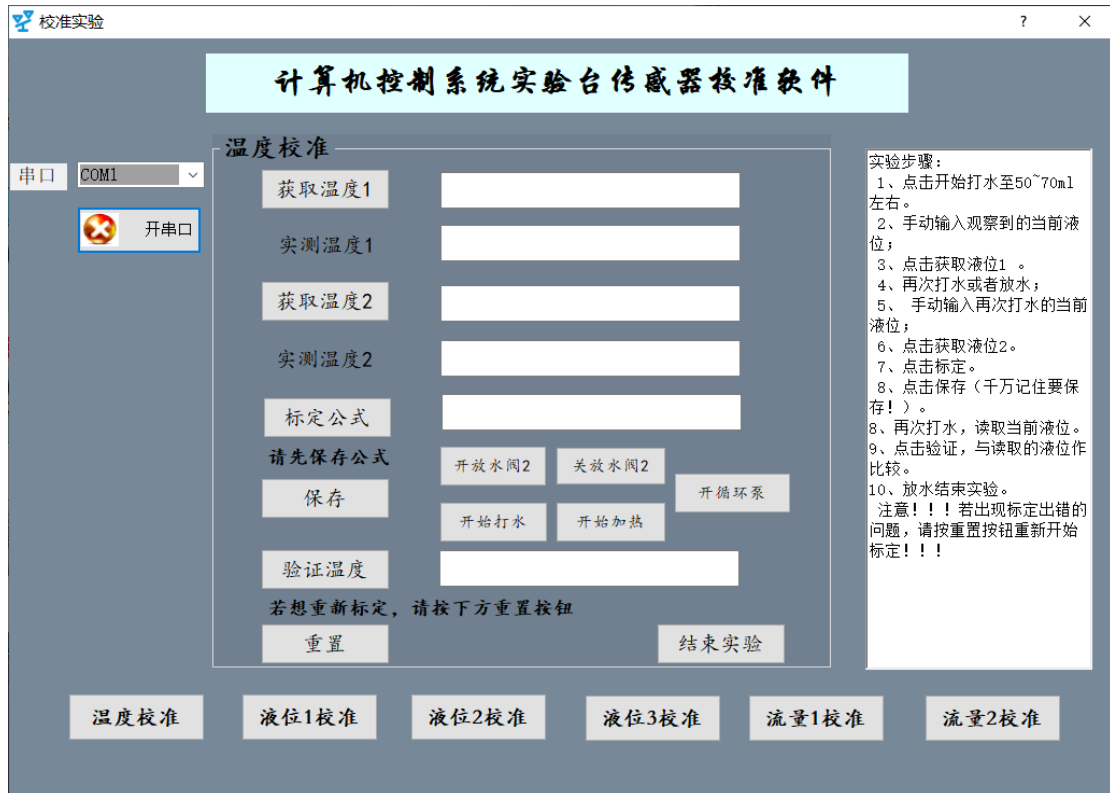 校准实验
?
×
计算机控制系统实验台传感器校准软件
串口
COM1
开串口
温度校准
获取温度1
实测温度1
获取温度2
实测温度2
标定公式
请先保存公式
开放水阀2
关放水阀2
开循环泵
保存
开始打水
开始加热
验证温度
若想重新标定，请按下方重置按钮
重置
结束实验
实验步骤：
1、点击开始打水至50~70ml
左右。
2、手动输入观察到的当前液
位；
3、点击获取液位1 。
4、再次打水或者放水；
5、 手动输入再次打水的当前
液位；
6、点击获取液位2。
7、点击标定。
8、点击保存（千万记住要保
存！）。
8、再次打水，读取当前液位。
9、点击验证，与读取的液位作
比较。
10、放水结束实验。
注意！！！若出现标定出错的
问题，请按重置按钮重新开始
标定！！！
温度校准
液位1校准
液位2校准
液位3校准
流量1校准
流量2校准